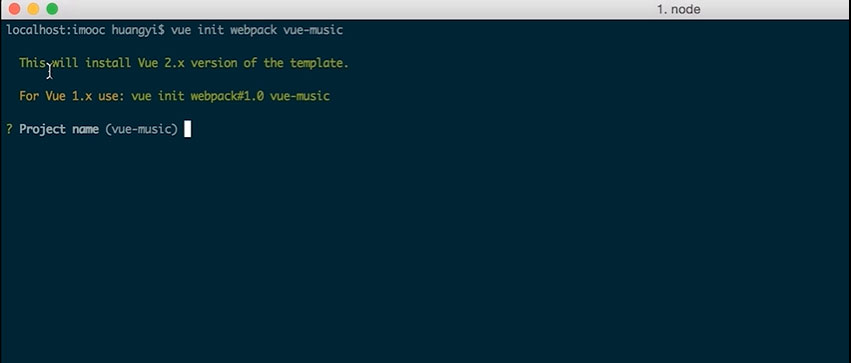 1. node
localhost:imooc huangyi$ vue init webpack vue-music
This will install Vue 2.x version of the template.
For Vue 1.x use: vue init webpack#1.0 vue-music
? Project name (vue-music)